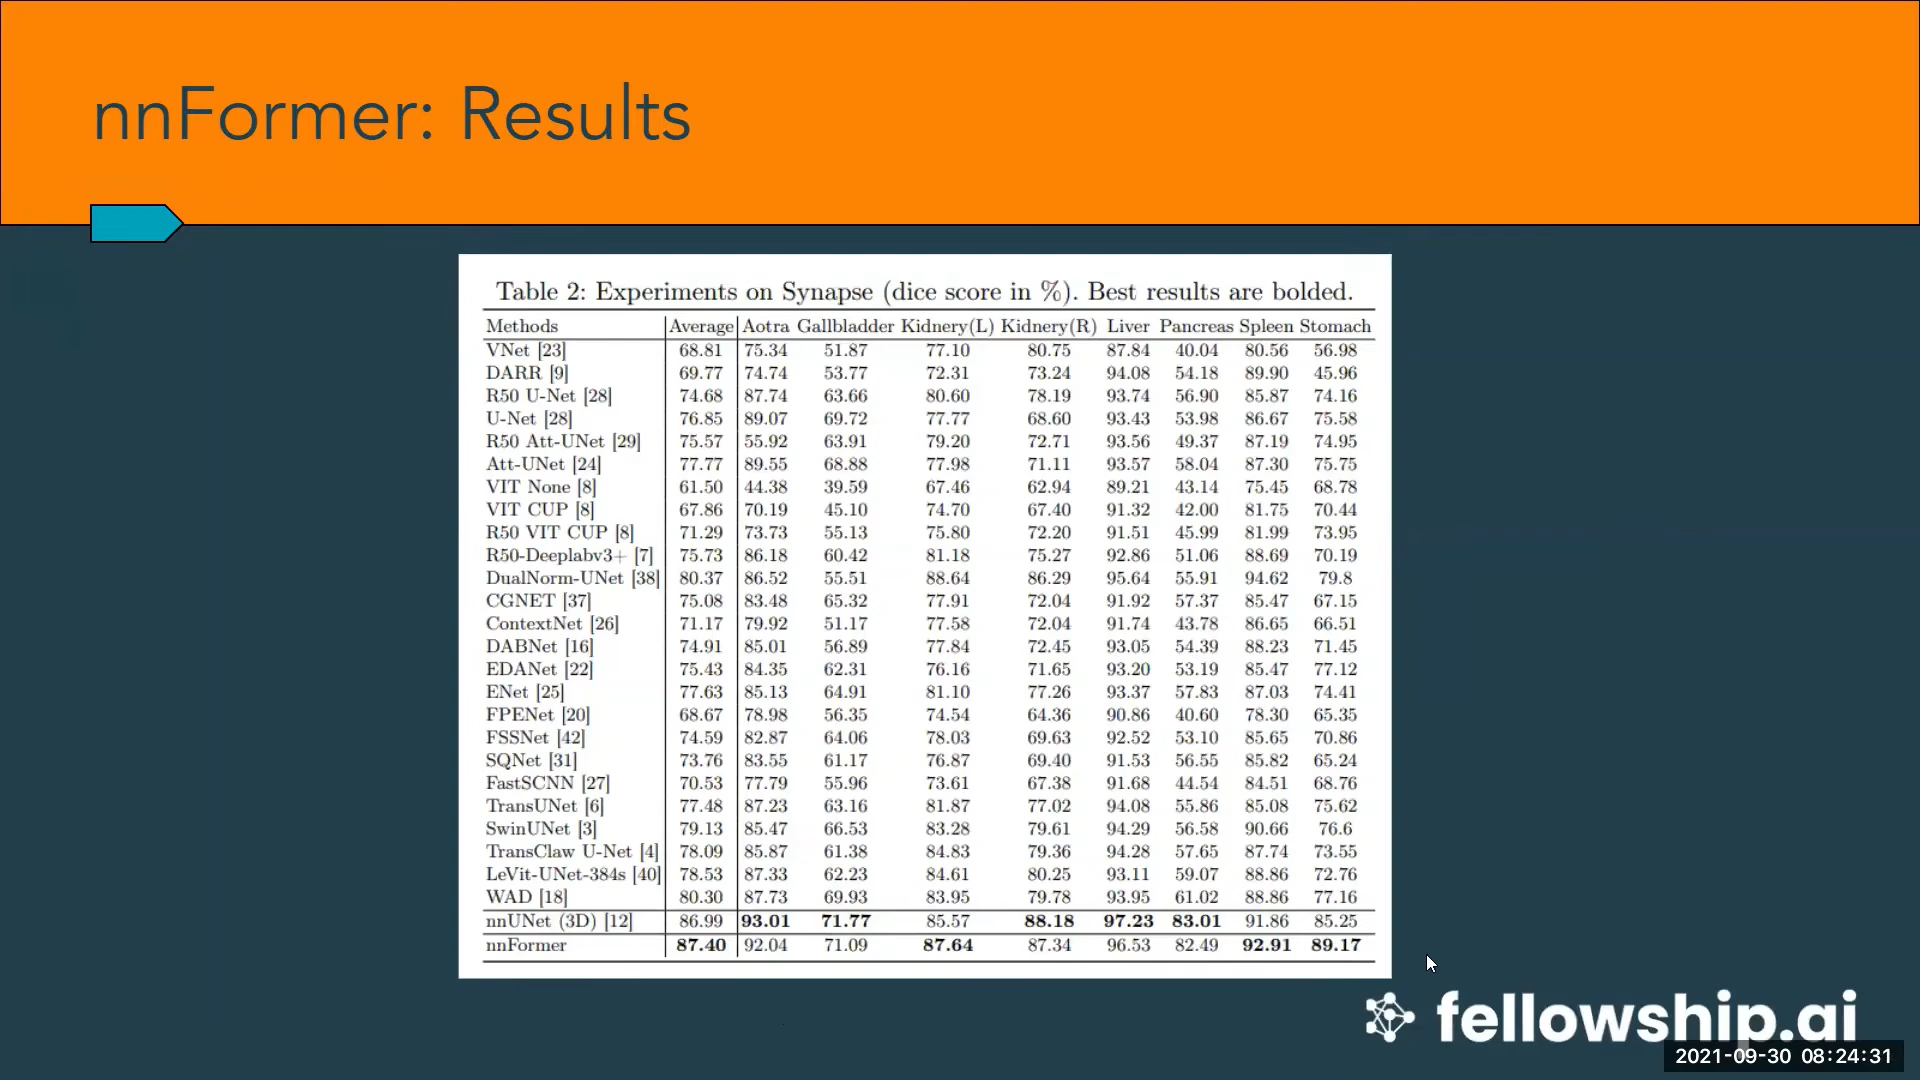 nnFormer: Results
Table 2: Experiments on Synapse (dice score in %). Best results are bolded.
Methods Average Aotra Gallbladder Kidnery(L) Kidnery(R) Liver Pancreas Spleen Stomach
VNet [23] 68.81 75.34 51.87 77.10 80.75 87.84 40.04 80.56 56.98
DARR [9] 69.77 74.74 53.77 72.31 73.24 94.08 54.18 89.90 45.96
R50 U-Net [28] 74.68 87.74 63.66 80.60 78.19 93.74 56.90 85.87 74.16
U-Net [28] 76.85 89.07 69.72 77.77 68.60 93.43 53.98 86.67 75.58
R50 Att-UNet [29] 75.57 55.92 63.91 79.20 72.71 93.56 49.37 87.19 74.95
Att-UNet [24] 77.77 89.55 68.88 77.98 71.11 93.57 58.04 87.30 75.75
VIT None [8] 61.50 44.38 39.59 67.46 62.94 89.21 43.14 75.45 68.78
VIT CUP [8] 67.86 70.19 45.10 74.70 67.40 91.32 42.00 81.75 70.44
R50 VIT CUP [8] 71.29 73.73 55.13 75.80 72.20 91.51 45.99 81.99 73.95
R50-Deeplabv3+ [7] 75.73 86.18 60.42 81.18 75.27 92.86 51.06 88.69 70.19
DualNorm-UNet [38] 80.37 86.52 55.51 88.64 86.29 95.64 55.91 94.62 79.8
CGNET [37] 75.08 83.48 65.32 77.91 72.04 91.92 57.37 85.47 67.15
ContextNet [26] 71.17 79.92 51.17 77.58 72.04 91.74 43.78 86.65 66.51
DABNet [16] 74.91 85.01 56.89 77.84 72.45 93.05 54.39 88.23 71.45
EDANet [22] 75.43 84.35 62.31 76.16 71.65 93.20 53.19 85.47 77.12
ENet [25] 77.63 85.13 64.91 81.10 77.26 93.37 57.83 87.03 74.41
FPENet [20] 68.67 78.98 56.35 74.54 64.36 90.86 40.60 78.30 65.35
FSSNet [42] 74.59 82.87 64.06 78.03 69.63 92.52 53.10 85.65 70.86
SQNet [31] 73.76 83.55 61.17 76.87 69.40 91.53 56.55 85.82 65.24
FastSCNN [27] 70.53 77.79 55.96 73.61 67.38 91.68 44.54 84.51 68.76
TransUNet [6] 77.48 87.23 63.16 81.87 77.02 94.08 55.86 85.08 75.62
SwinUNet [3] 79.13 85.47 66.53 83.28 79.61 94.29 56.58 90.66 76.6
TransClaw U-Net [4] 78.09 85.87 61.38 84.83 79.36 94.28 57.65 87.74 73.55
LeVit-UNet-384s [40] 78.53 87.33 62.23 84.61 80.25 93.11 59.07 88.86 72.76
WAD [18] 80.30 87.73 69.93 83.95 79.78 93.95 61.02 88.86 77.16
nnUNet (3D) [12] 86.99 93.01 71.77 85.57 88.18 97.23 83.01 91.86 85.25
nnFormer 87.40 92.04 71.09 87.64 87.34 96.53 82.49 92.91 89.17
fellowship.ai
2021-09-30 08:24:31